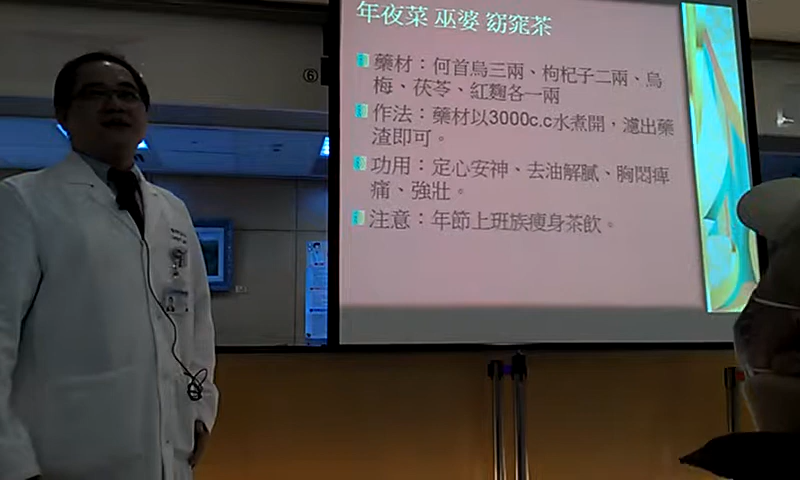 年夜菜 巫婆 窈窕茶
藥材：何首烏三兩、枸杞子二兩、烏
梅、茯苓、紅麴各一兩
作法：藥材以3000c.c水煮開，濾出藥
渣即可。
功用：定心安神、去油解膩、胸悶痺
痛、強壯。
注意：年節上班族瘦身茶飲。
⑥